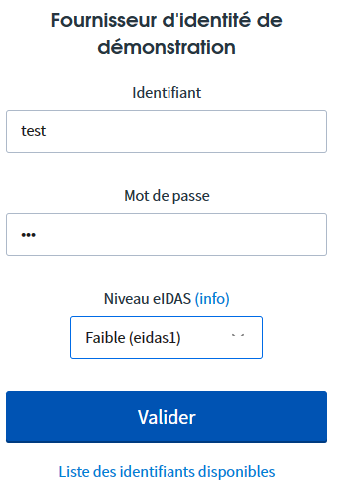 Fournisseur d'identité de
démonstration
Identifiant
test
Mot de passe
•••
Niveau eIDAS (info)
Faible (eidas1)
Valider
Liste des identifiants disponibles